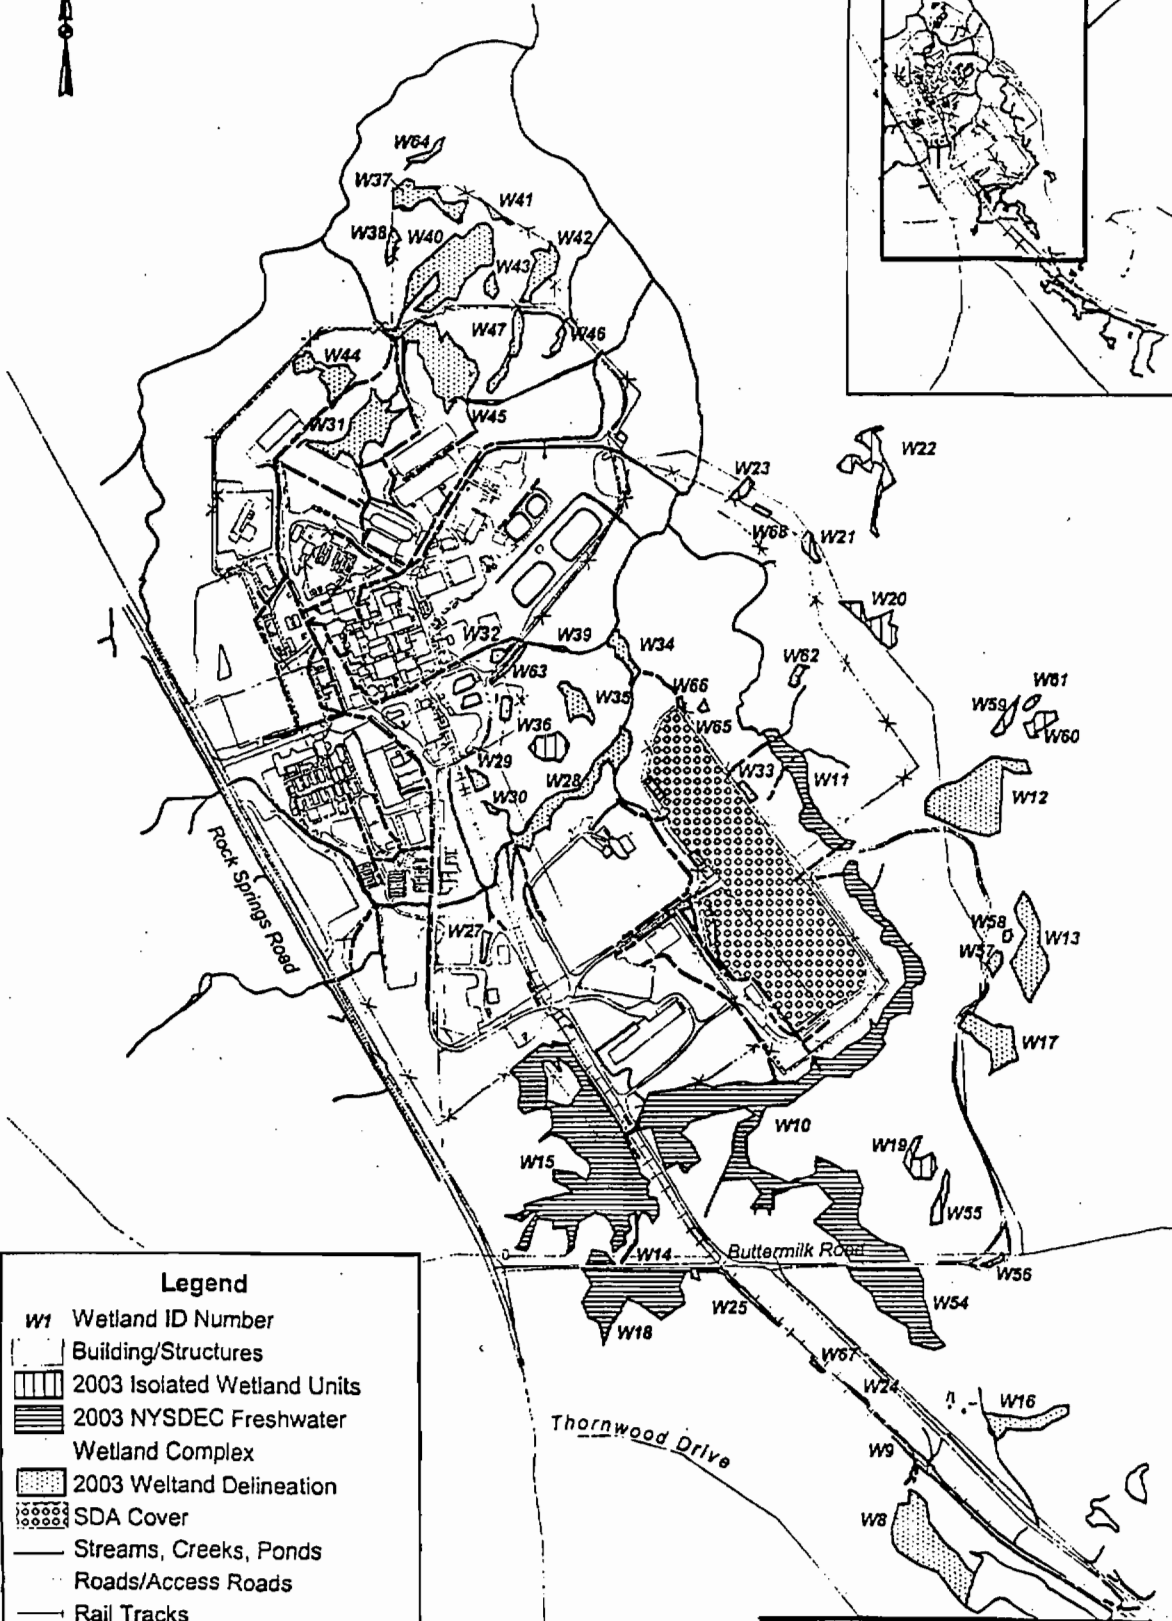 W64
W37
W41
W38
W40
W42
W43
W47
W46
W44
W31
W45
W22
W23
W68
W21
W20
W32
W39
W34
W63
W62
W66
W61
W35
W59
W36
W65
W60
W29
W33
W11
W28
W12
W30
Rock Springs Road
W27
W58
W13
W57
W17
W10
W19
W15
W55
W14
Buttermilk Road
W56
W25
W54
W18
W67
W24
W16
Thornwood Drive
W9
W8
Legend
W1 Wetland ID Number
Building/Structures
2003 Isolated Wetland Units
2003 NYSDEC Freshwater
Wetland Complex
2003 Weltand Delineation
SDA Cover
Streams, Creeks, Ponds
Roads/Access Roads
Rail Tracks